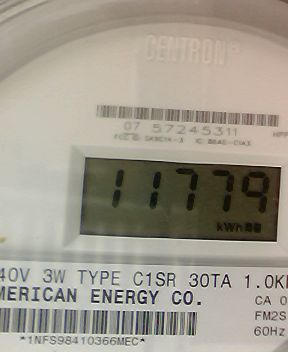 CENTRON®
07 57245311
11779
kWh
40V 3W TYPE C1SR 30TA 1.0K
MERICAN ENERGY CO.
CA 0
FM2S
60Hz
*1NFS98410366MEC*